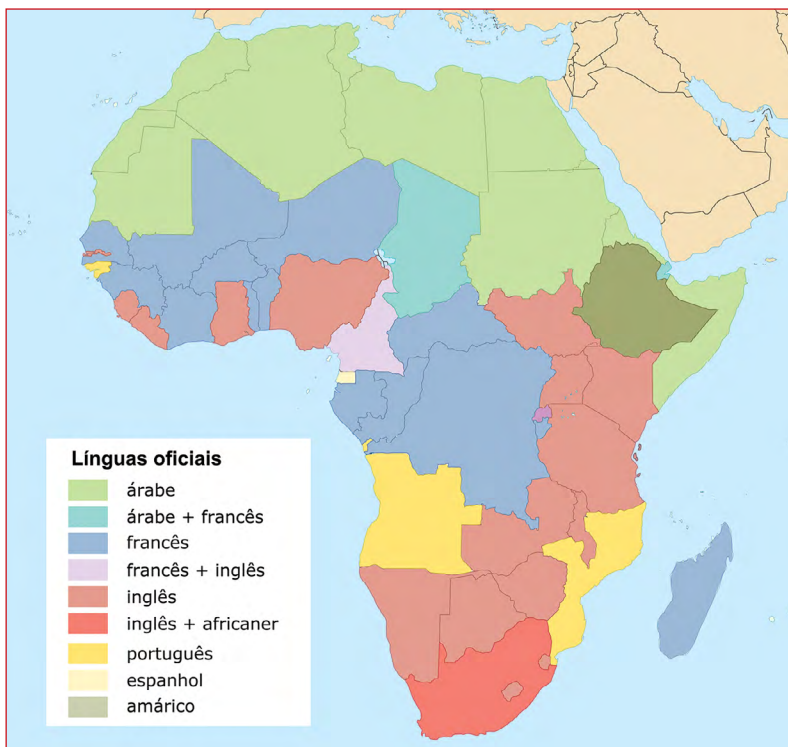 Línguas oficiais
árabe
árabe + francês
francês
francês + inglês
inglês
inglês + africaner
português
espanhol
amárico